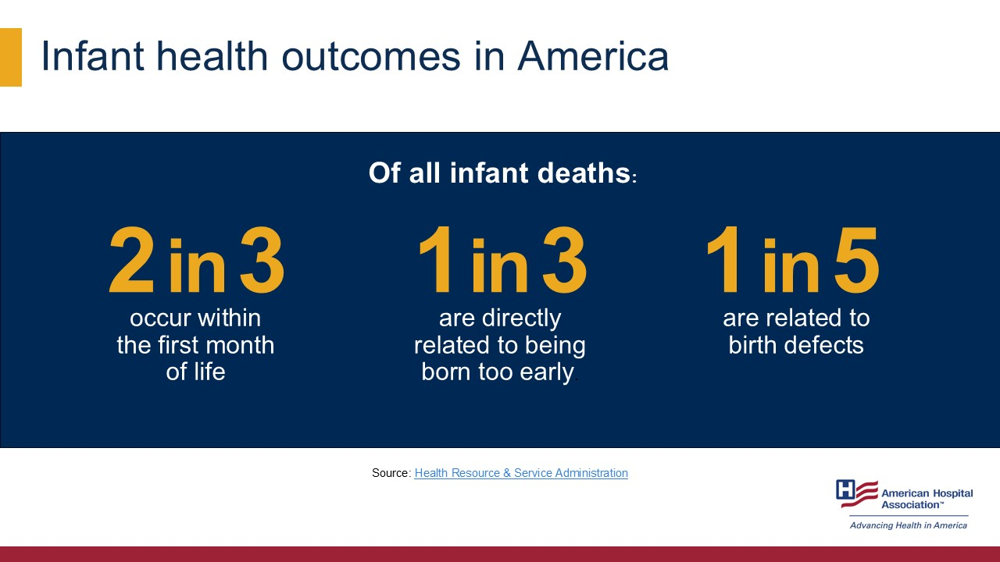 Infant health outcomes in America
Of all infant deaths:
2 in 3
occur within
the first month
of life
1 in 3
are directly
related to being
born too early.
1 in 5
are related to
birth defects
Source: Health Resource & Service Administration
H
American Hospital
Association™
Advancing Health in America